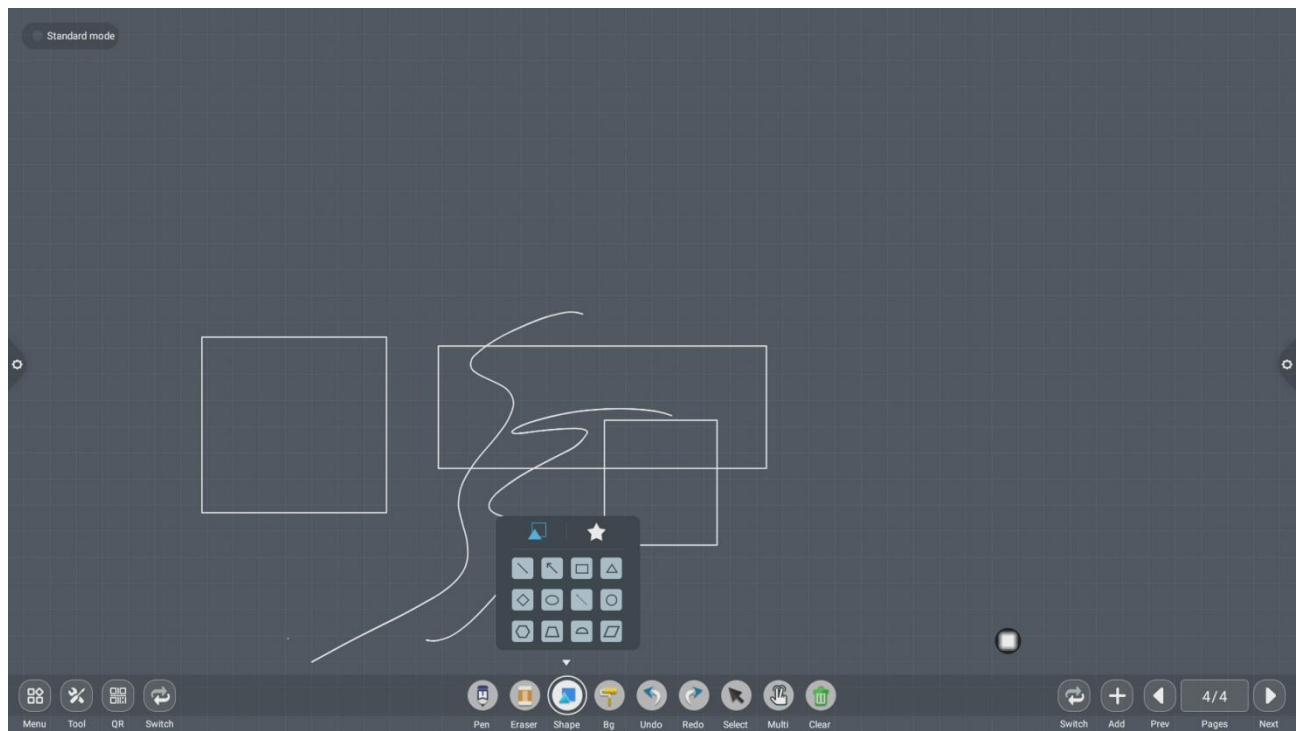 Standard mode
4/4
Menu Tool QR Switch Pen Eraser Shape Bg Undo Redo Select Multi Clear Switch Add Prev Pages Next